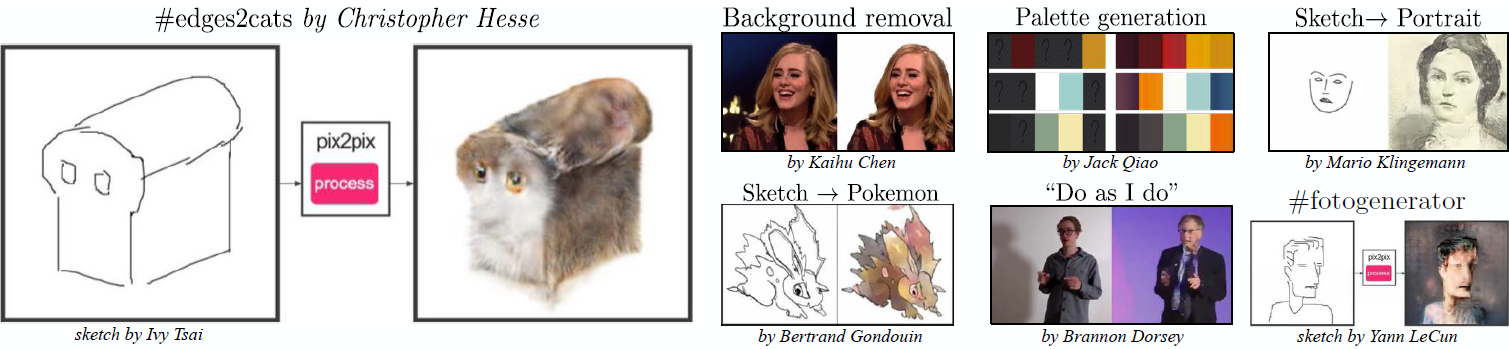 #edges2cats by Christopher Hesse
pix2pix
process
sketch by Ivy Tsai
Background removal
by Kaihu Chen
Palette generation
? ? ?
? ? ?
? ?
by Jack Qiao
Sketch→ Portrait
by Mario Klingemann
Sketch → Pokemon
by Bertrand Gondouin
“Do as I do”
by Brannon Dorsey
#fotogenerator
pix2pix
process
sketch by Yann LeCun